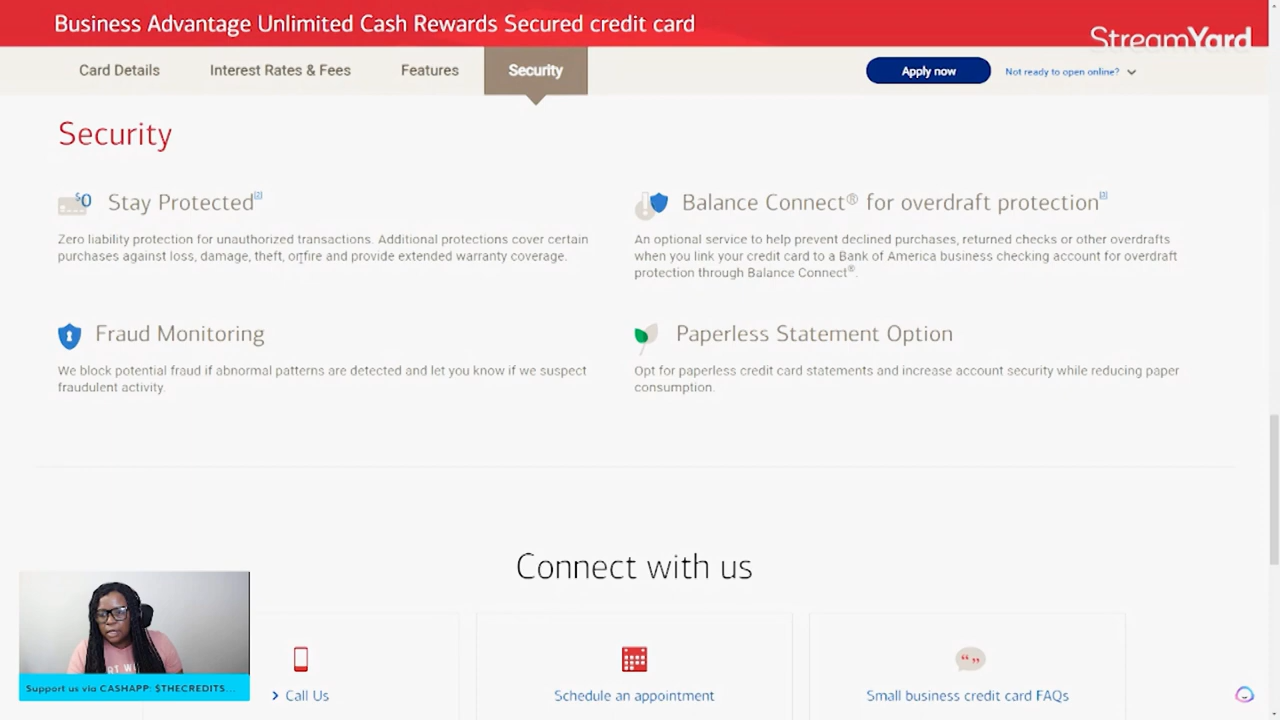 Business Advantage Unlimited Cash Rewards Secured credit card
StreamYard
Card Details
Interest Rates & Fees
Features
Security
Apply now
Not ready to open online?
Security
$0
Stay Protected[2]
Zero liability protection for unauthorized transactions. Additional protections cover certain
purchases against loss, damage, theft, or fire and provide extended warranty coverage.
Balance Connect® for overdraft protection[3]
An optional service to help prevent declined purchases, returned checks or other overdrafts
when you link your credit card to a Bank of America business checking account for overdraft
protection through Balance Connect®.
Fraud Monitoring
We block potential fraud if abnormal patterns are detected and let you know if we suspect
fraudulent activity.
Paperless Statement Option
Opt for paperless credit card statements and increase account security while reducing paper
consumption.
Connect with us
Call Us
Schedule an appointment
Small business credit card FAQs
Support us via CASHAPP: $THECREDITS...